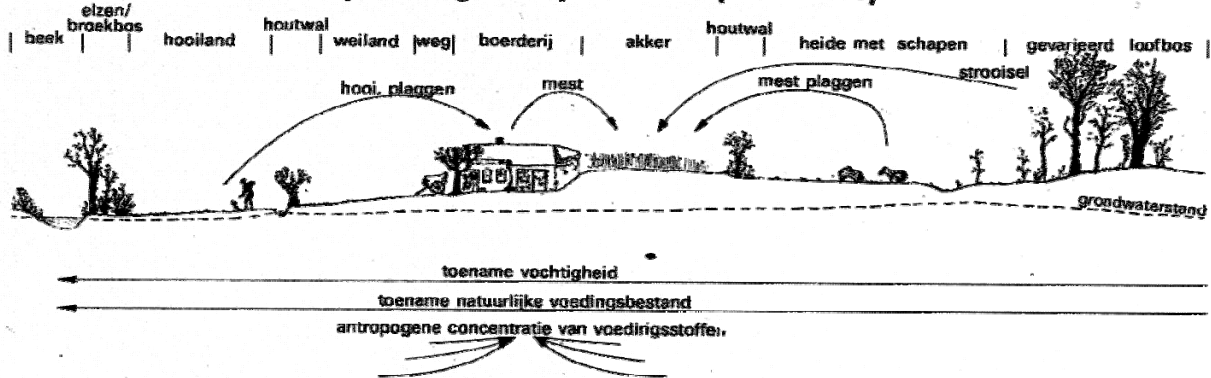 elzen/
broekbos
beek
hooiland
houtwal
weiland
weg
boerderij
akker
houtwal
heide met schapen
gevarieerd loofbos
hooi, plaggen
mest
mest plaggen
strooisel
grondwaterstand
toename vochtigheid
toename natuurlijke voedingsbestand
antropogene concentratie van voedingsstoffen